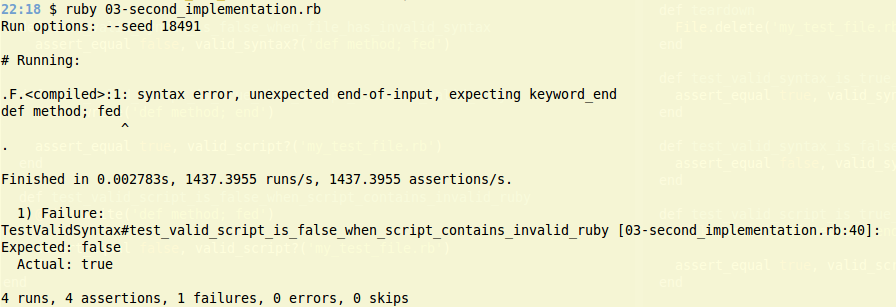 22:18 $ ruby 03-second_implementation.rb
Run options: --seed 18491
# Running:
.F.<compiled>:1: syntax error, unexpected end-of-input, expecting keyword_end
def method; fed
^
.
Finished in 0.002783s, 1437.3955 runs/s, 1437.3955 assertions/s.
1) Failure:
TestValidSyntax#test_valid_script_is_false_when_script_contains_invalid_ruby [03-second_implementation.rb:40]:
Expected: false
Actual: true
4 runs, 4 assertions, 1 failures, 0 errors, 0 skips